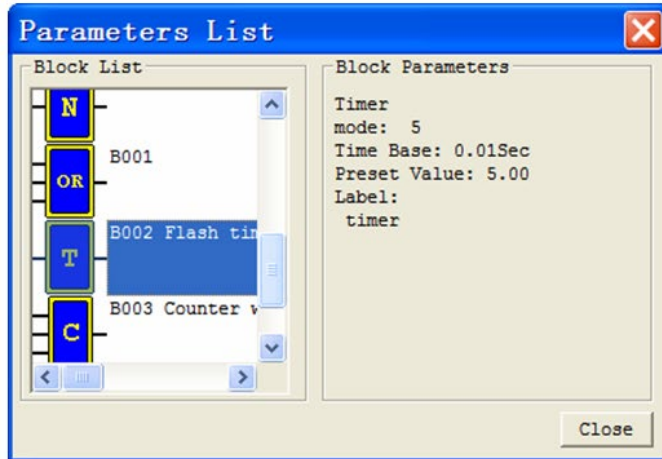 Parameters List
Block List
N
OR
B001
T
B002 Flash tim
C
B003 Counter w
Block Parameters
Timer
mode: 5
Time Base: 0.01Sec
Preset Value: 5.00
Label:
timer
Close